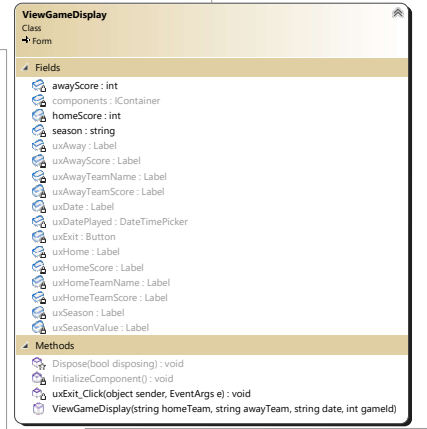 ViewGameDisplay
Class
Form
Fields
awayScore : int
components : IContainer
homeScore : int
season : string
uxAway : Label
uxAwayScore : Label
uxAwayTeamName : Label
uxAwayTeamScore : Label
uxDate : Label
uxDatePlayed : DateTimePicker
uxExit : Button
uxHome : Label
uxHomeScore : Label
uxHomeTeamName : Label
uxHomeTeamScore : Label
uxSeason : Label
uxSeasonValue : Label
Methods
Dispose(bool disposing) : void
InitializeComponent() : void
uxExit_Click(object sender, EventArgs e) : void
ViewGameDisplay(string homeTeam, string awayTeam, string date, int gameId)